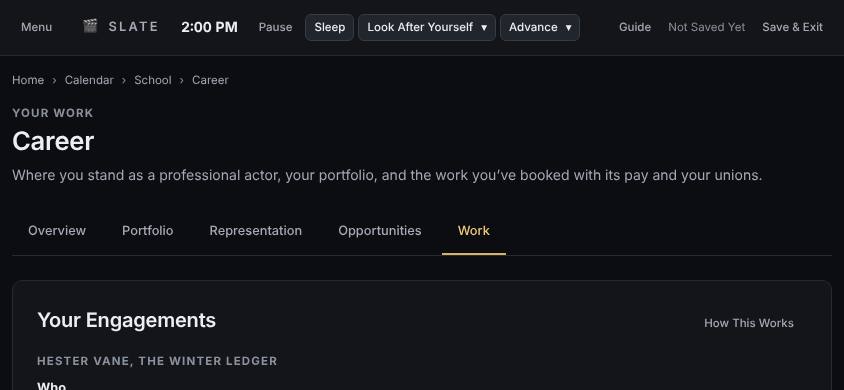 Menu
🎬 SLATE
2:00 PM
Pause
Sleep
Look After Yourself ▾
Advance ▾
Guide
Not Saved Yet
Save & Exit
Home › Calendar › School › Career
YOUR WORK
Career
Where you stand as a professional actor, your portfolio, and the work you've booked with its pay and your unions.
Overview
Portfolio
Representation
Opportunities
Work
Your Engagements
How This Works
HESTER VANE, THE WINTER LEDGER
Who